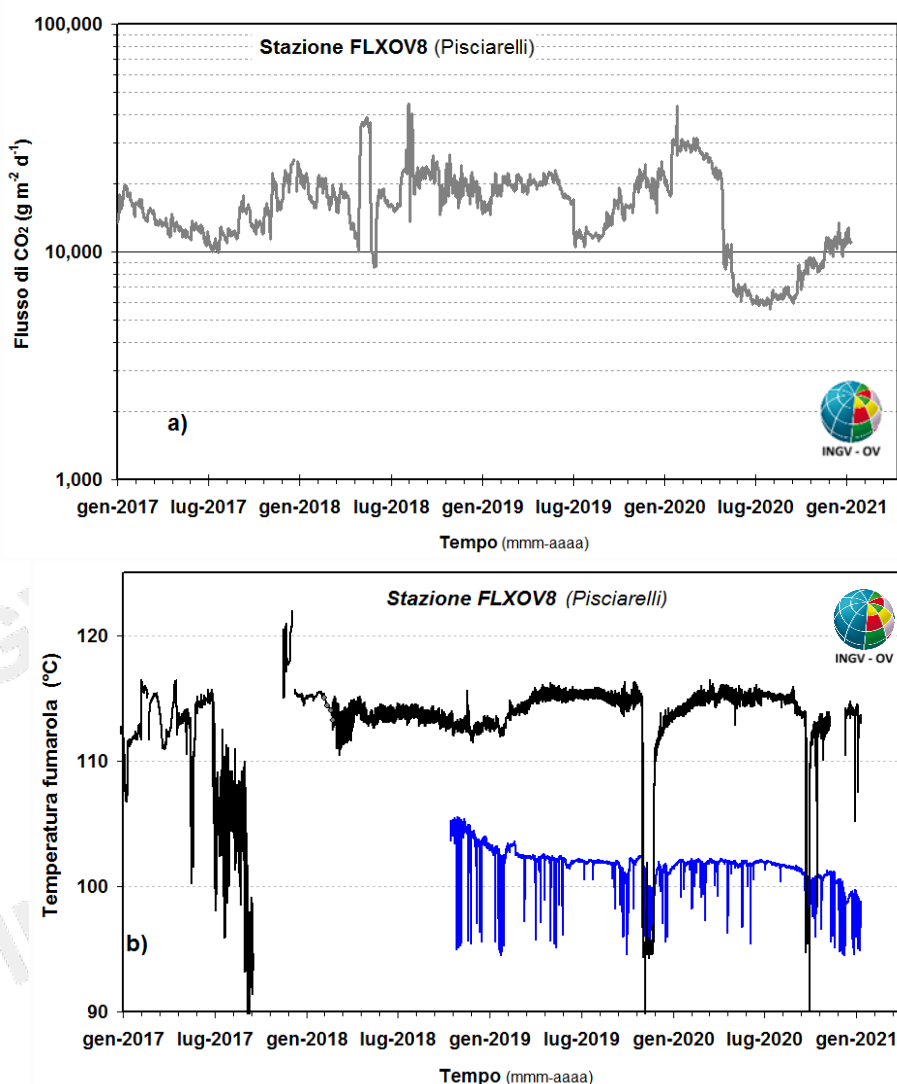 100,000
Stazione FLXOV8 (Pisciarelli)
Flusso di CO2 (g m-2 d-1)
10,000
a)
INGV - OV
1,000
gen-2017 lug-2017 gen-2018 lug-2018 gen-2019 lug-2019 gen-2020 lug-2020 gen-2021
Tempo (mmm-aaaa)
Stazione FLXOV8 (Pisciarelli)
120
INGV - OV
Temperatura fumarola (°C)
110
100
b)
90
gen-2017 lug-2017 gen-2018 lug-2018 gen-2019 lug-2019 gen-2020 lug-2020 gen-2021
Tempo (mmm-aaaa)